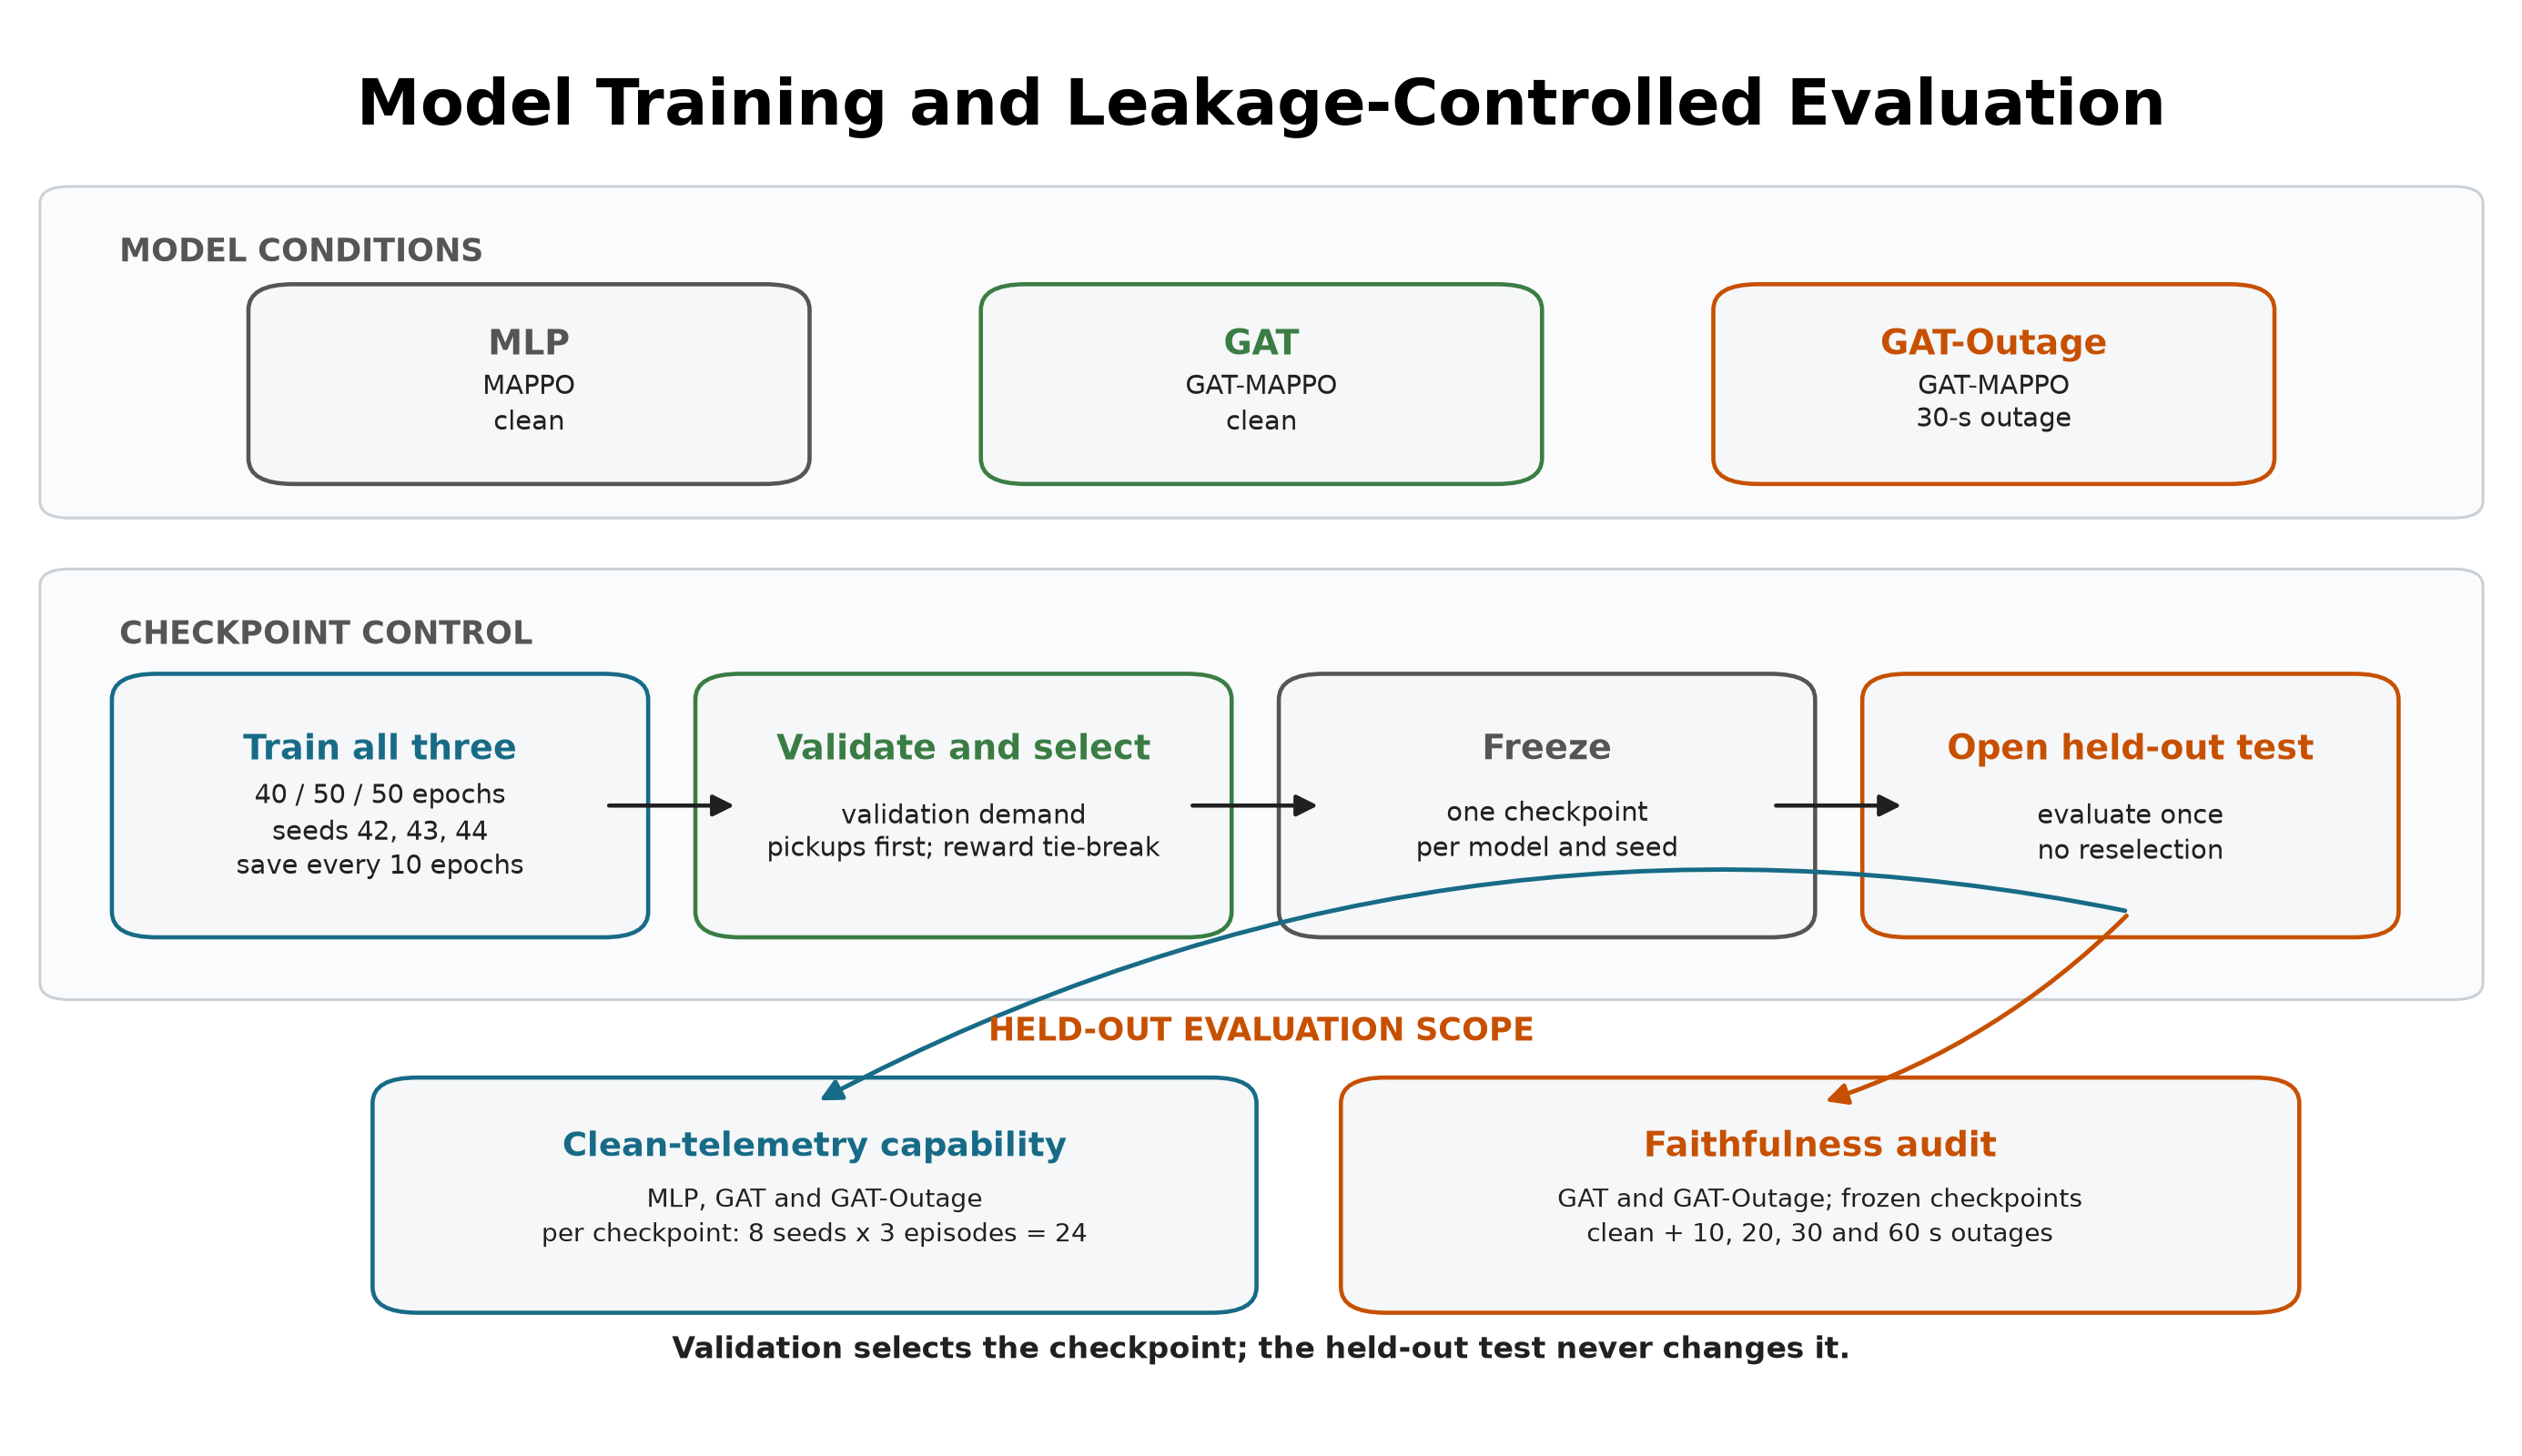 Model Training and Leakage-Controlled Evaluation
MODEL CONDITIONS
MLP
MAPPO
clean
GAT
GAT-MAPPO
clean
GAT-Outage
GAT-MAPPO
30-s outage
CHECKPOINT CONTROL
Train all three
40 / 50 / 50 epochs
seeds 42, 43, 44
save every 10 epochs
Validate and select
validation demand
pickups first; reward tie-break
Freeze
one checkpoint
per model and seed
Open held-out test
evaluate once
no reselection
HELD-OUT EVALUATION SCOPE
Clean-telemetry capability
MLP, GAT and GAT-Outage
per checkpoint: 8 seeds x 3 episodes = 24
Faithfulness audit
GAT and GAT-Outage; frozen checkpoints
clean + 10, 20, 30 and 60 s outages
Validation selects the checkpoint; the held-out test never changes it.